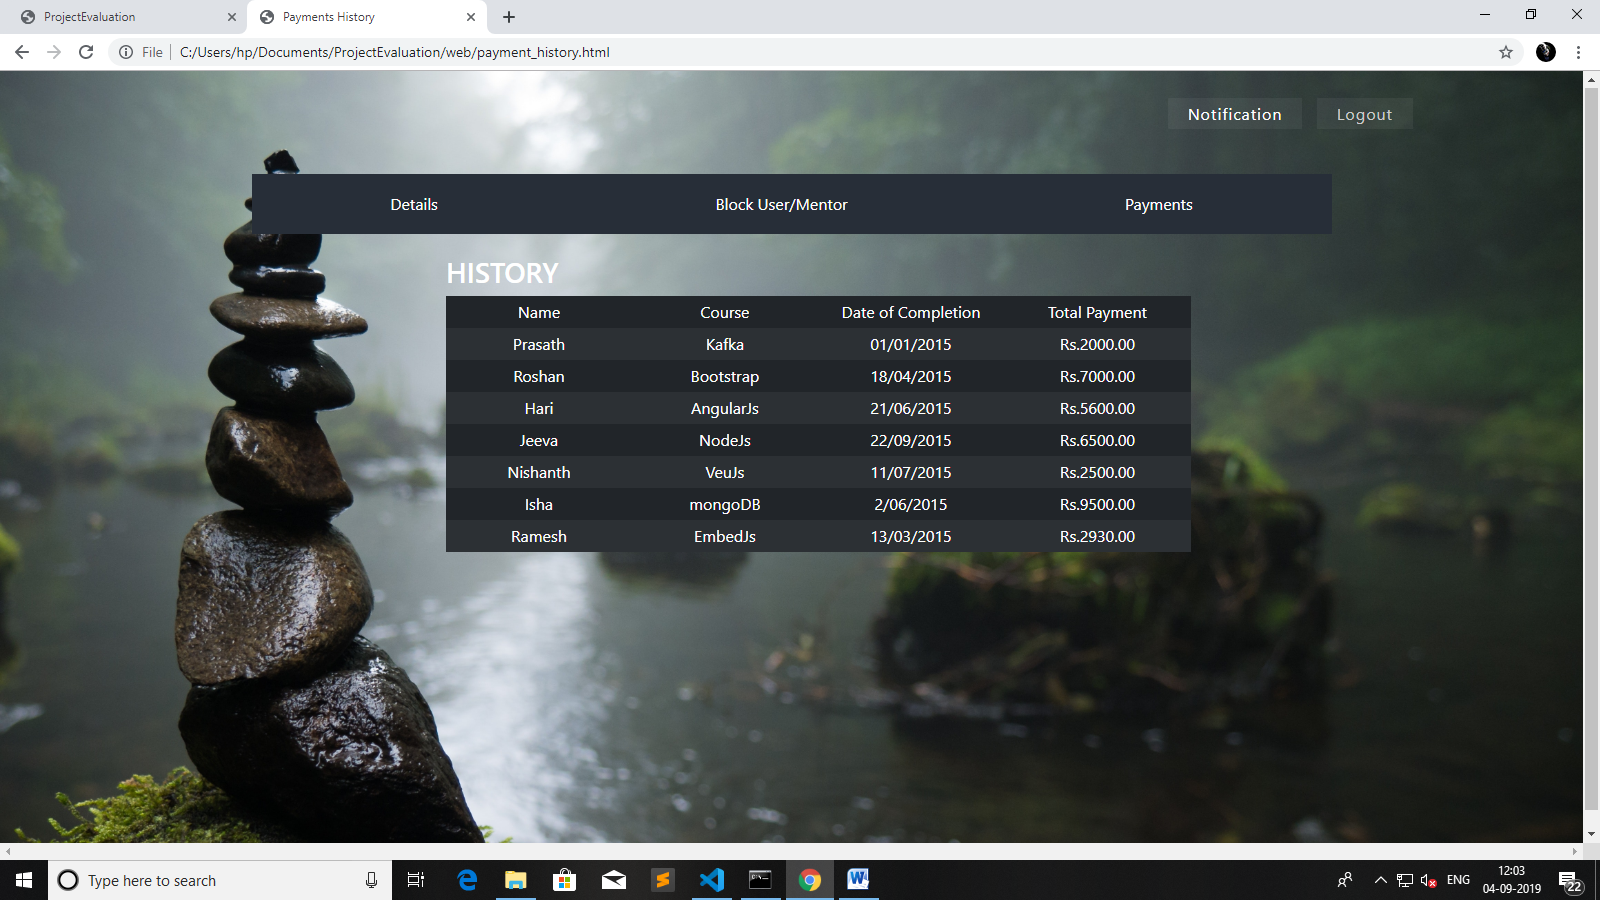 ProjectEvaluation
Payments History
File
C:/Users/hp/Documents/ProjectEvaluation/web/payment_history.html
Notification Logout
Details Block User/Mentor Payments
HISTORY
Name Course Date of Completion Total Payment
Prasath Kafka 01/01/2015 Rs.2000.00
Roshan Bootstrap 18/04/2015 Rs.7000.00
Hari AngularJs 21/06/2015 Rs.5600.00
Jeeva NodeJs 22/09/2015 Rs.6500.00
Nishanth VeuJs 11/07/2015 Rs.2500.00
Isha mongoDB 2/06/2015 Rs.9500.00
Ramesh EmbedJs 13/03/2015 Rs.2930.00
Type here to search
ENG
12:03
04-09-2019
22